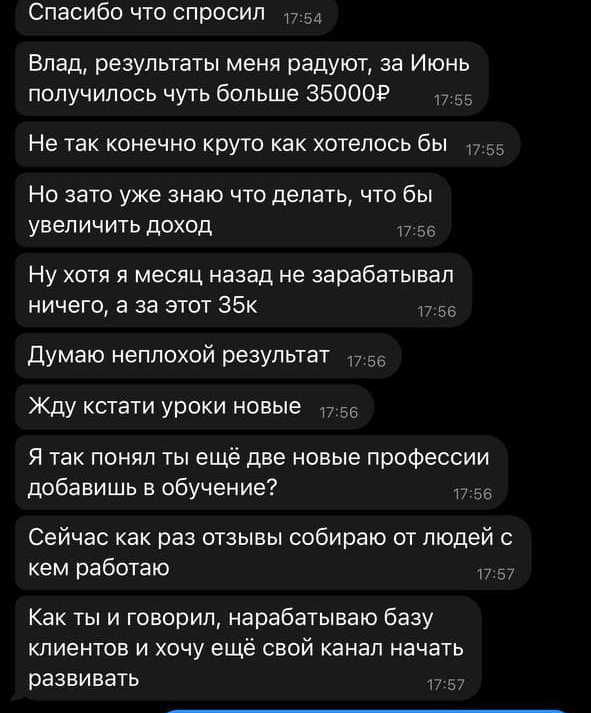 Спасибо что спросил 17:54
Влад, результаты меня радуют, за Июнь
получилось чуть больше 35000₽ 17:55
Не так конечно круто как хотелось бы 17:55
Но зато уже знаю что делать, что бы
увеличить доход 17:56
Ну хотя я месяц назад не зарабатывал
ничего, а за этот 35к 17:56
Думаю неплохой результат 17:56
Жду кстати уроки новые 17:56
Я так понял ты ещё две новые профессии
добавишь в обучение? 17:56
Сейчас как раз отзывы собираю от людей с
кем работаю 17:57
Как ты и говорил, нарабатываю базу
клиентов и хочу ещё свой канал начать
развивать 17:57